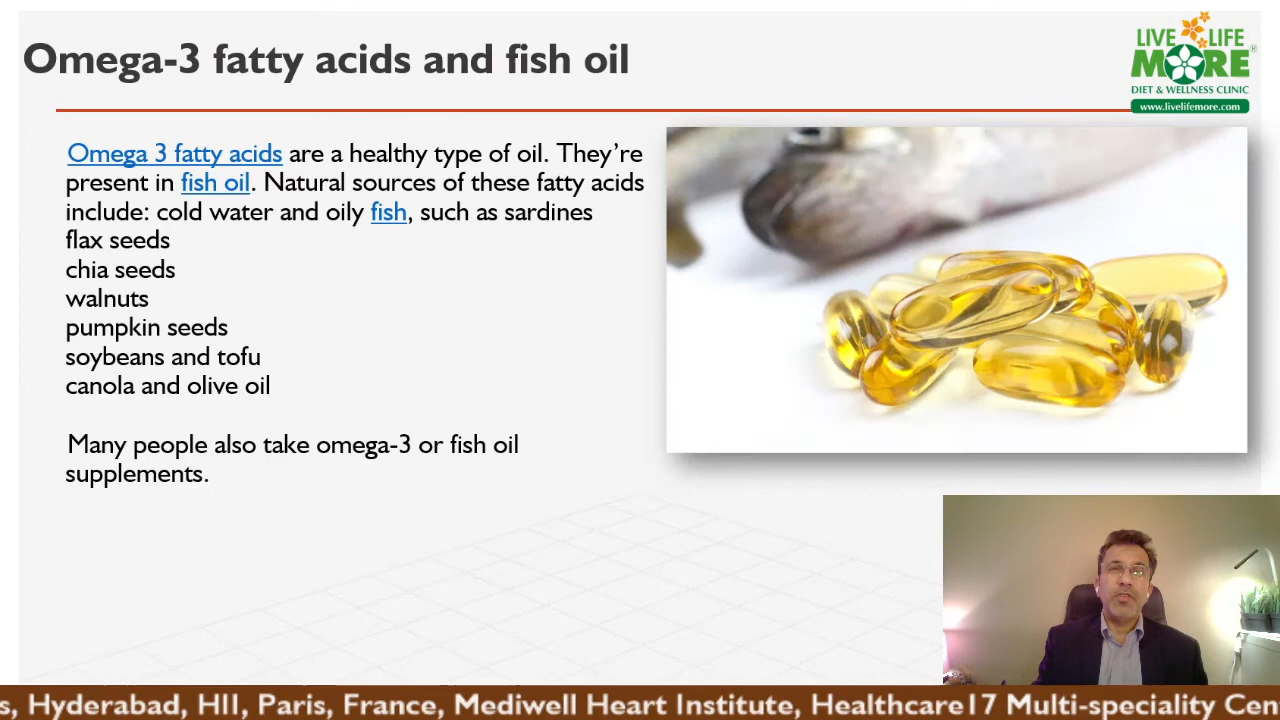 Omega-3 fatty acids and fish oil
LIVE LIFE
MORE®
DIET & WELLNESS CLINIC
www.livelifemore.com
Omega 3 fatty acids are a healthy type of oil. They’re
present in fish oil. Natural sources of these fatty acids
include: cold water and oily fish, such as sardines
flax seeds
chia seeds
walnuts
pumpkin seeds
soybeans and tofu
canola and olive oil
Many people also take omega-3 or fish oil
supplements.
s, Hyderabad, HII, Paris, France, Mediwell Heart Institute, Healthcare17 Multi-speciality Cen